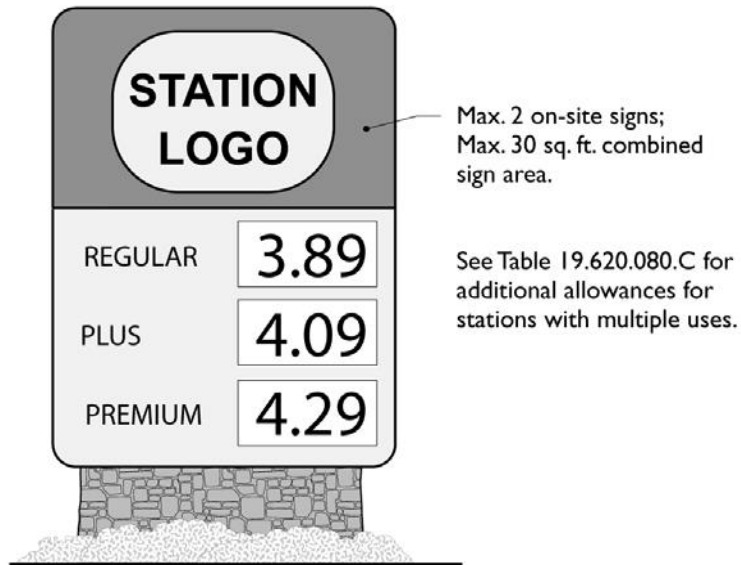 STATION
LOGO
Max. 2 on-site signs;
Max. 30 sq. ft. combined
sign area.
REGULAR 3.89
PLUS 4.09
PREMIUM 4.29
See Table 19.620.080.C for
additional allowances for
stations with multiple uses.